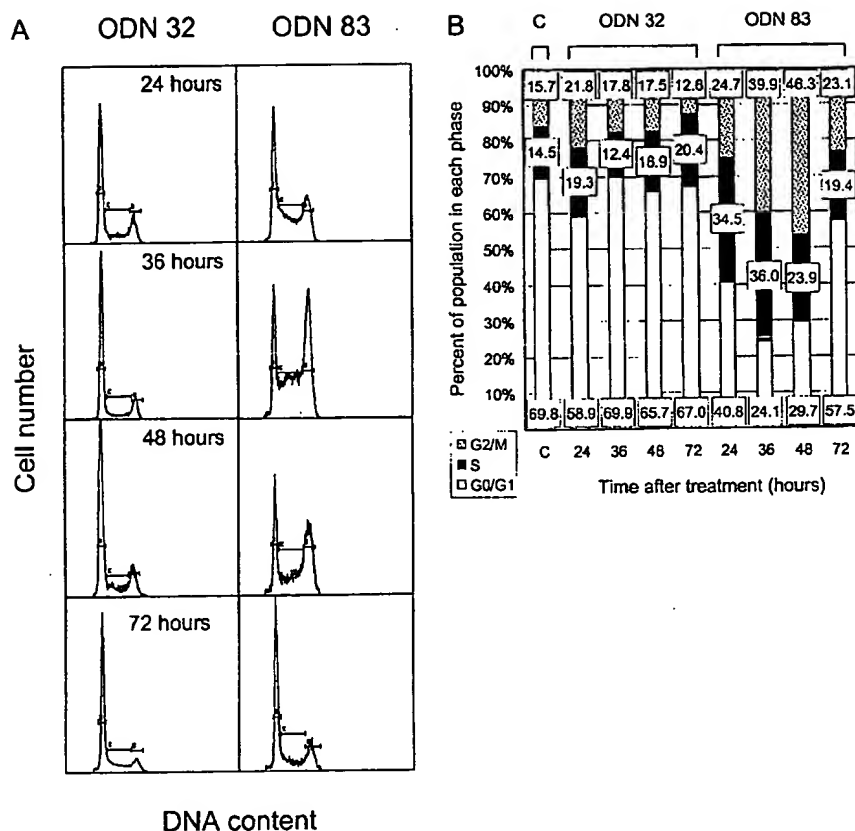 A
ODN 32
ODN 83
24 hours
36 hours
48 hours
72 hours
Cell number
DNA content
B
C
ODN 32
ODN 83
Percent of population in each phase
100%
90%
80%
70%
60%
50%
40%
30%
20%
10%
15.7 21.8 17.8 17.5 12.6 24.7 39.9 46.3 23.1
14.5 19.3 12.4 18.9 20.4 34.5 36.0 23.9 19.4
69.8 58.9 69.9 65.7 67.0 40.8 24.1 29.7 57.5
C 24 36 48 72 24 36 48 72
G2/M
S
G0/G1
Time after treatment (hours)